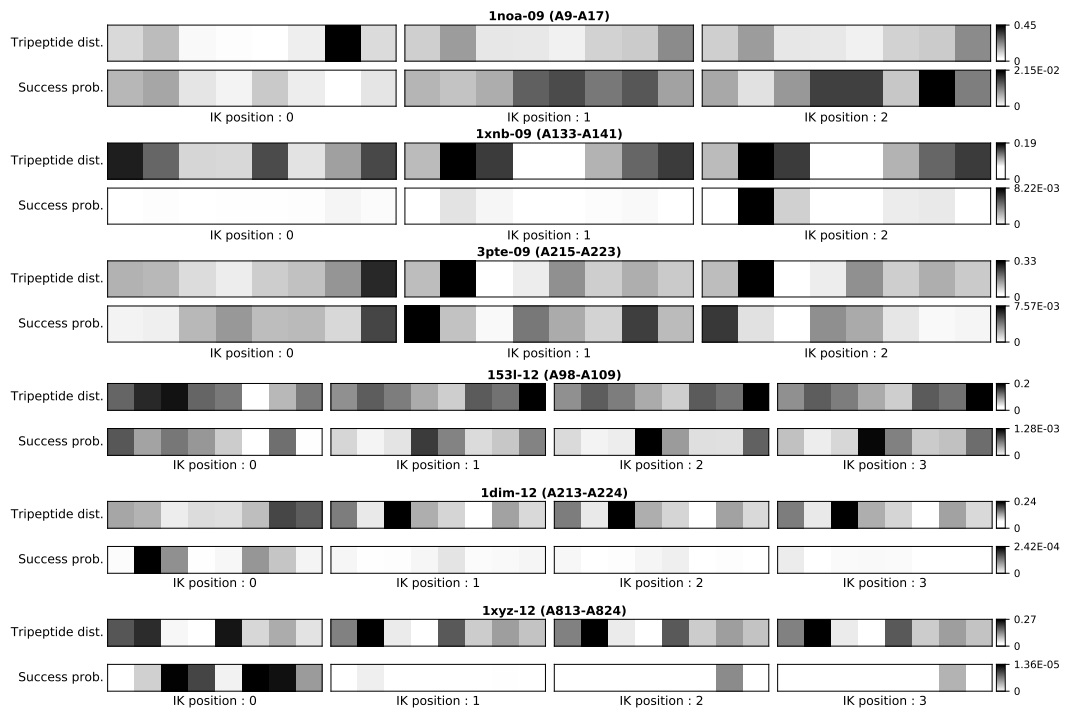 1noa-09 (A9-A17)
Tripeptide dist.
0.45
0
Success prob.
2.15E-02
0
IK position : 0
IK position : 1
IK position : 2
1xnb-09 (A133-A141)
Tripeptide dist.
0.19
0
Success prob.
8.22E-03
0
IK position : 0
IK position : 1
IK position : 2
3pte-09 (A215-A223)
Tripeptide dist.
0.33
0
Success prob.
7.57E-03
0
IK position : 0
IK position : 1
IK position : 2
153l-12 (A98-A109)
Tripeptide dist.
0.2
0
Success prob.
1.28E-03
0
IK position : 0
IK position : 1
IK position : 2
IK position : 3
1dim-12 (A213-A224)
Tripeptide dist.
0.24
0
Success prob.
2.42E-04
0
IK position : 0
IK position : 1
IK position : 2
IK position : 3
1xyz-12 (A813-A824)
Tripeptide dist.
0.27
0
Success prob.
1.36E-05
0
IK position : 0
IK position : 1
IK position : 2
IK position : 3